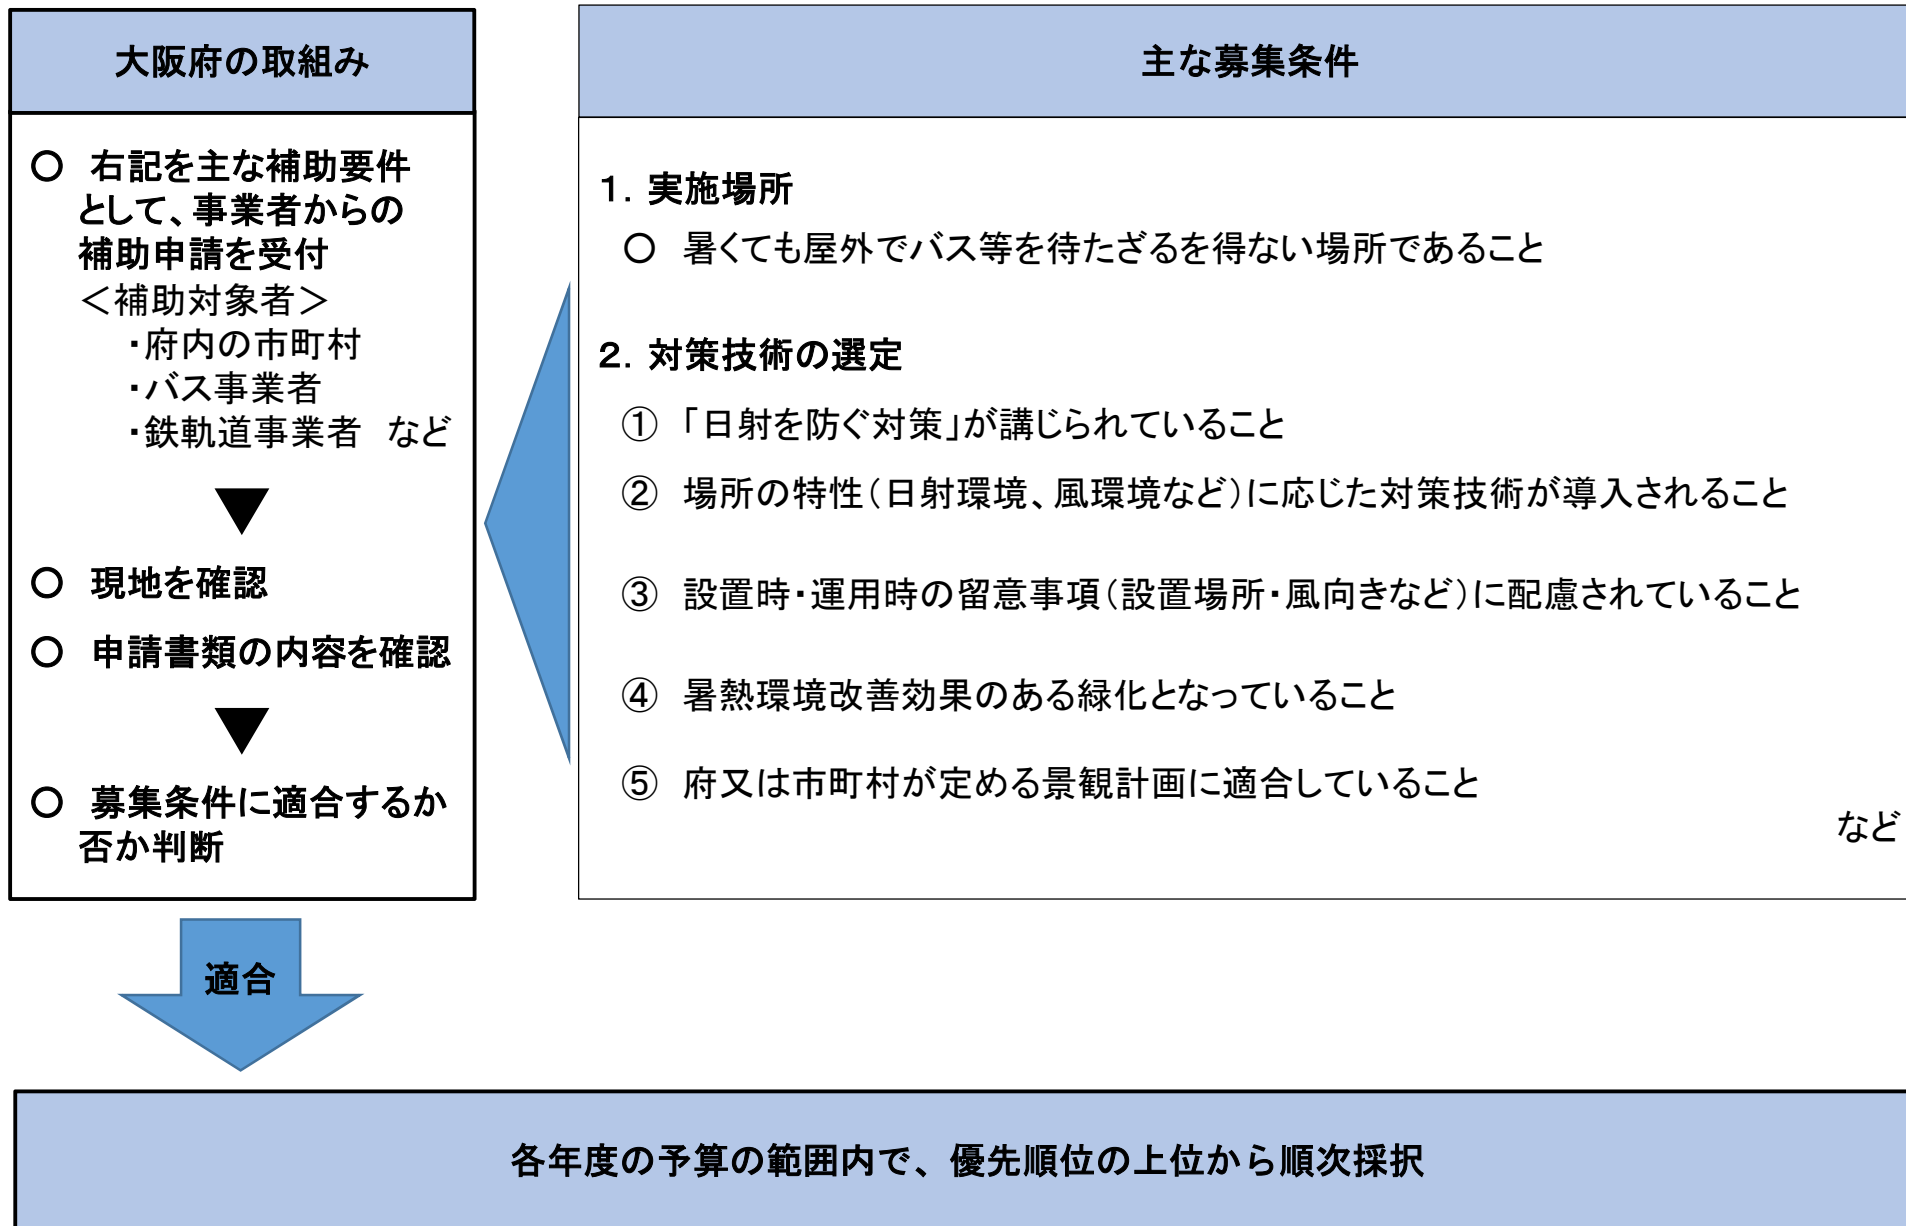 大阪府の取組み
○ 右記を主な補助要件
として、事業者からの
補助申請を受付
＜補助対象者＞
・府内の市町村
・バス事業者
・鉄軌道事業者 など
▼
○ 現地を確認
○ 申請書類の内容を確認
▼
○ 募集条件に適合するか
否か判断
主な募集条件
1．実施場所
○ 暑くても屋外でバス等を待たざるを得ない場所であること
2．対策技術の選定
① 「日射を防ぐ対策」が講じられていること
② 場所の特性（日射環境、風環境など）に応じた対策技術が導入されること
③ 設置時・運用時の留意事項（設置場所・風向きなど）に配慮されていること
④ 暑熱環境改善効果のある緑化となっていること
⑤ 府又は市町村が定める景観計画に適合していること
など
適合
各年度の予算の範囲内で、優先順位の上位から順次採択